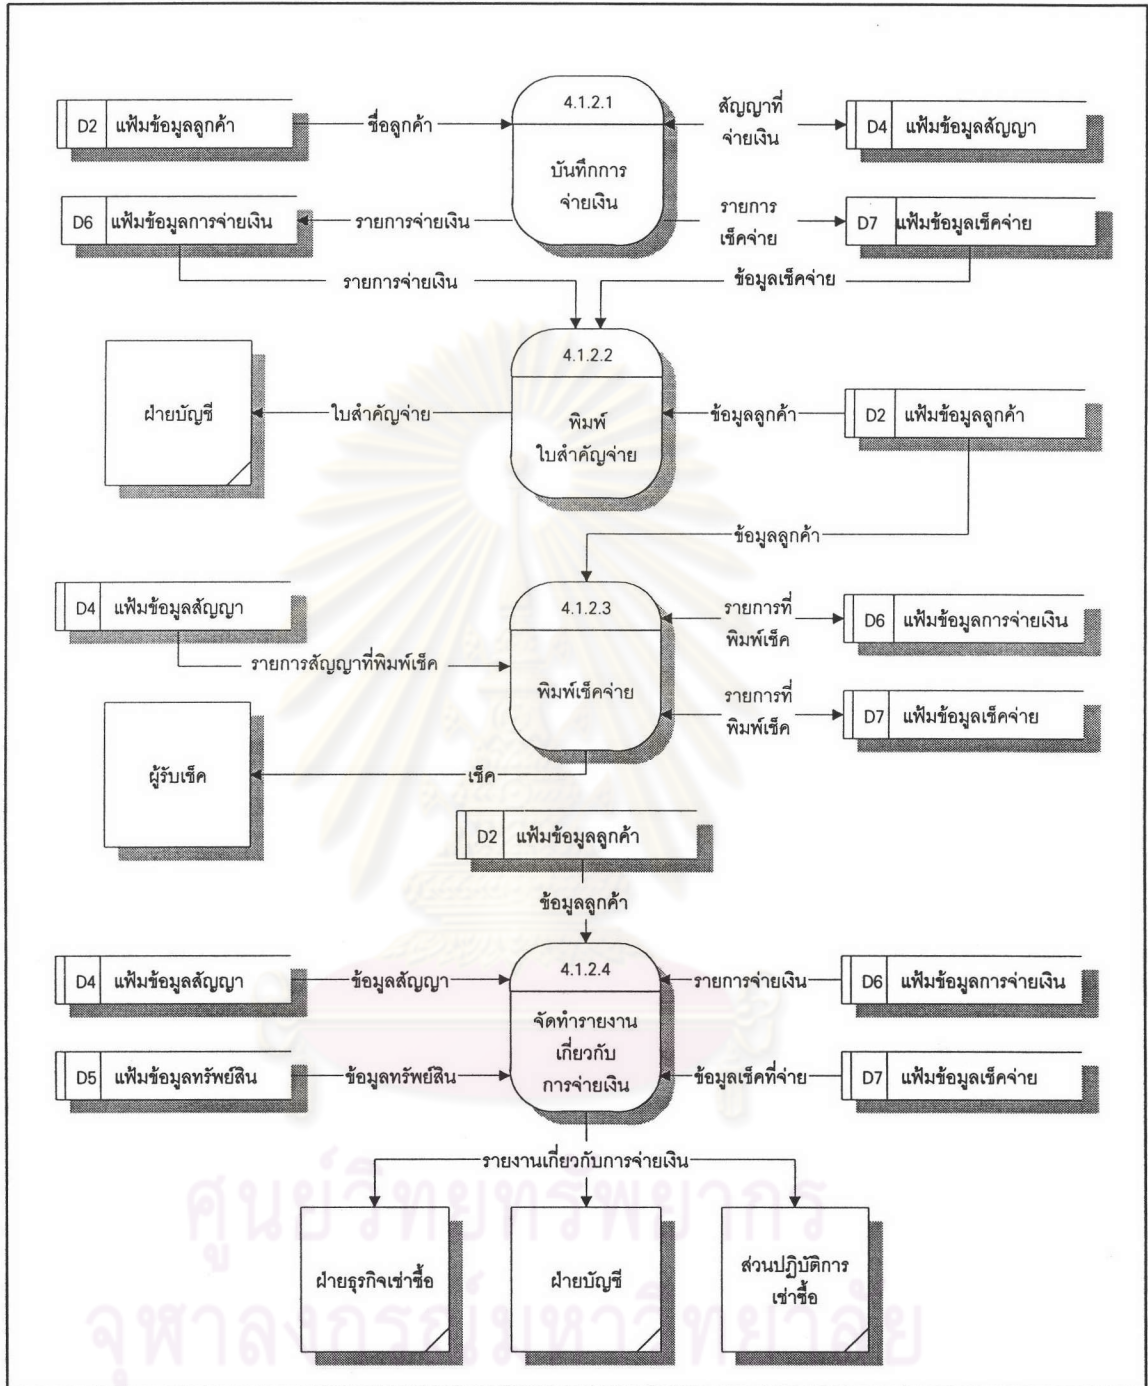 4.1.2.1
D2 แฟ้มข้อมูลลูกค้า
ชื่อลูกค้า
สัญญาที่
จ่ายเงิน
D4 แฟ้มข้อมูลสัญญา
บันทึกการ
จ่ายเงิน
D6 แฟ้มข้อมูลการจ่ายเงิน
รายการจ่ายเงิน
รายการ
เช็คจ่าย
D7 แฟ้มข้อมูลเช็คจ่าย
รายการจ่ายเงิน
ข้อมูลเช็คจ่าย
4.1.2.2
ฝ่ายบัญชี
ใบสำคัญจ่าย
พิมพ์
ใบสำคัญจ่าย
ข้อมูลลูกค้า
D2 แฟ้มข้อมูลลูกค้า
ข้อมูลลูกค้า
D4 แฟ้มข้อมูลสัญญา
4.1.2.3
รายการที่
พิมพ์เช็ค
D6 แฟ้มข้อมูลการจ่ายเงิน
รายการสัญญาที่พิมพ์เช็ค
พิมพ์เช็คจ่าย
รายการที่
พิมพ์เช็ค
D7 แฟ้มข้อมูลเช็คจ่าย
ผู้รับเช็ค
เช็ค
D2 แฟ้มข้อมูลลูกค้า
ข้อมูลลูกค้า
D4 แฟ้มข้อมูลสัญญา
ข้อมูลสัญญา
4.1.2.4
รายการจ่ายเงิน
D6 แฟ้มข้อมูลการจ่ายเงิน
จัดทำรายงาน
เกี่ยวกับ
การจ่ายเงิน
D5 แฟ้มข้อมูลทรัพย์สิน
ข้อมูลทรัพย์สิน
ข้อมูลเช็คที่จ่าย
D7 แฟ้มข้อมูลเช็คจ่าย
รายงานเกี่ยวกับการจ่ายเงิน
ฝ่ายธุรกิจเช่าซื้อ
ฝ่ายบัญชี
ส่วนปฏิบัติการ
เช่าซื้อ
ศูนย์วิทยทรัพยากร
จุฬาลงกรณ์มหาวิทยาลัย